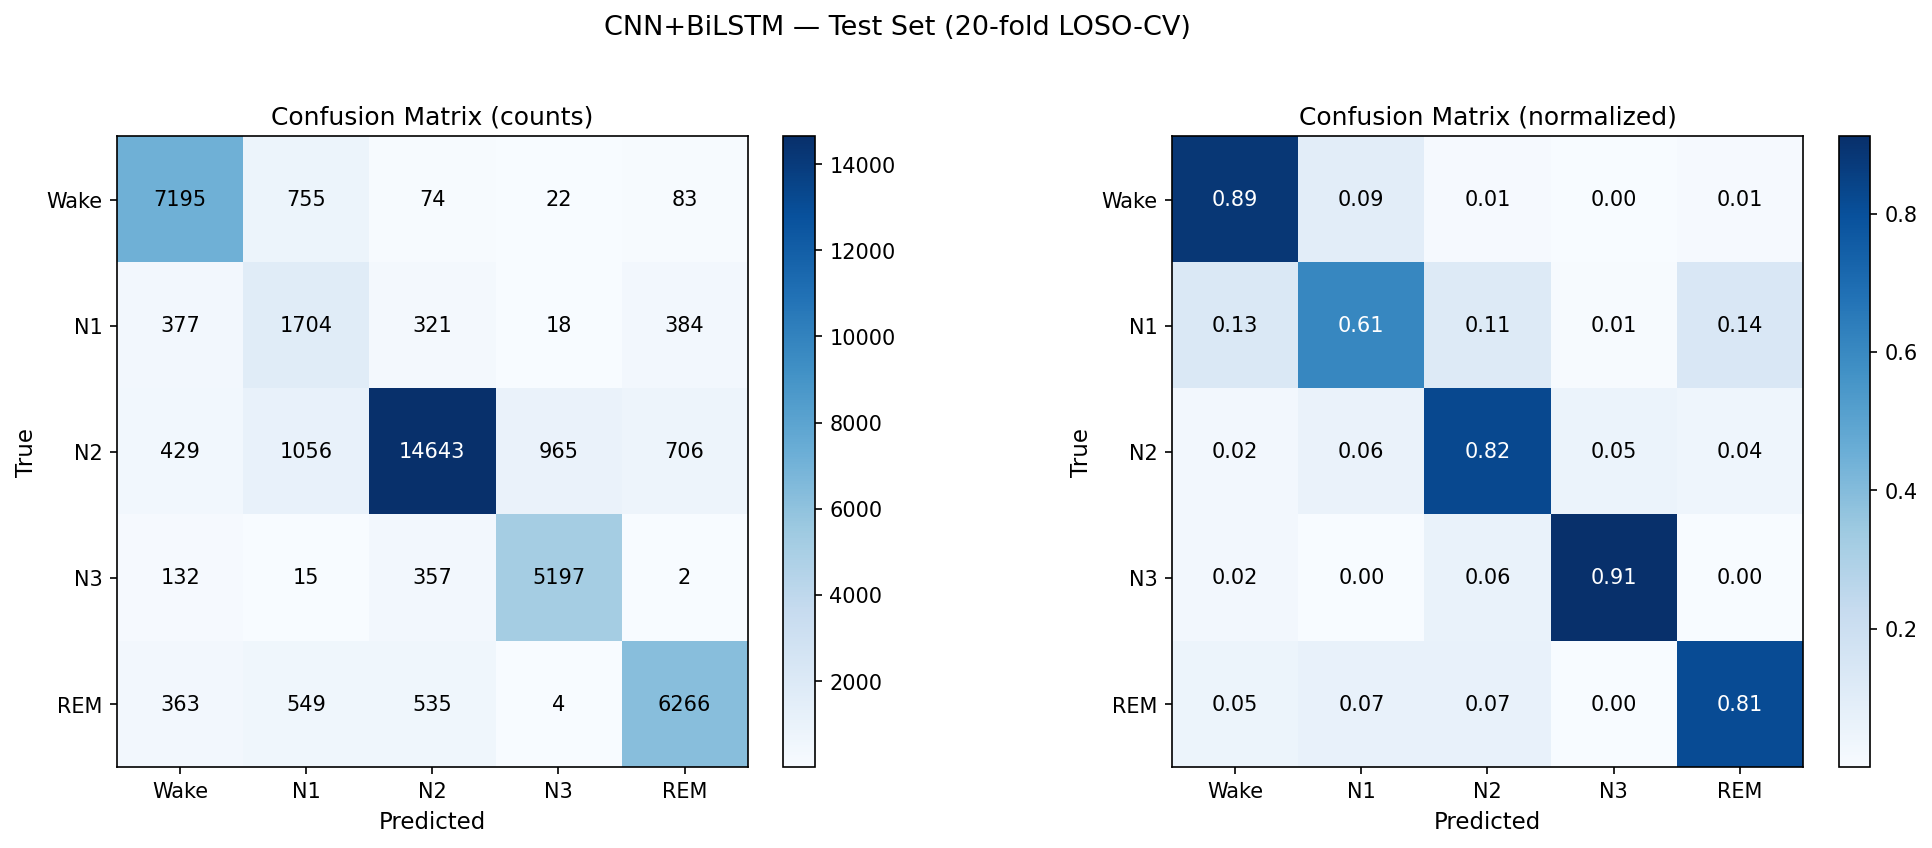 CNN+BiLSTM — Test Set (20-fold LOSO-CV)
Confusion Matrix (counts)
True
Wake 7195 755 74 22 83
N1 377 1704 321 18 384
N2 429 1056 14643 965 706
N3 132 15 357 5197 2
REM 363 549 535 4 6266
Wake N1 N2 N3 REM
Predicted
14000
12000
10000
8000
6000
4000
2000
Confusion Matrix (normalized)
True
Wake 0.89 0.09 0.01 0.00 0.01
N1 0.13 0.61 0.11 0.01 0.14
N2 0.02 0.06 0.82 0.05 0.04
N3 0.02 0.00 0.06 0.91 0.00
REM 0.05 0.07 0.07 0.00 0.81
Wake N1 N2 N3 REM
Predicted
0.8
0.6
0.4
0.2